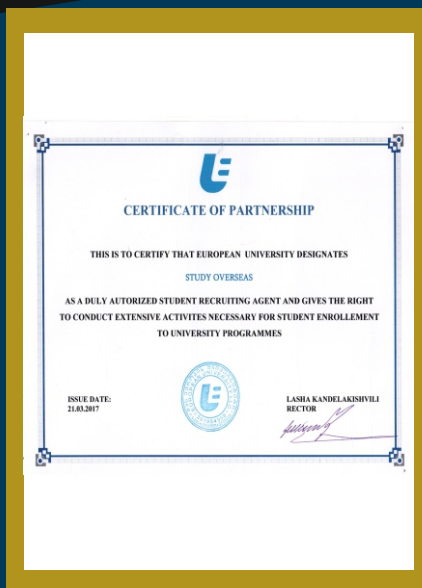 CERTIFICATE OF PARTNERSHIP
THIS IS TO CERTIFY THAT EUROPEAN UNIVERSITY DESIGNATES
STUDY OVERSEAS
AS A DULY AUTORIZED STUDENT RECRUITING AGENT AND GIVES THE RIGHT
TO CONDUCT EXTENSIVE ACTIVITES NECESSARY FOR STUDENT ENROLLEMENT
TO UNIVERSITY PROGRAMMES
ISSUE DATE:
21.03.2017
LASHA KANDELAKISHVILI
RECTOR